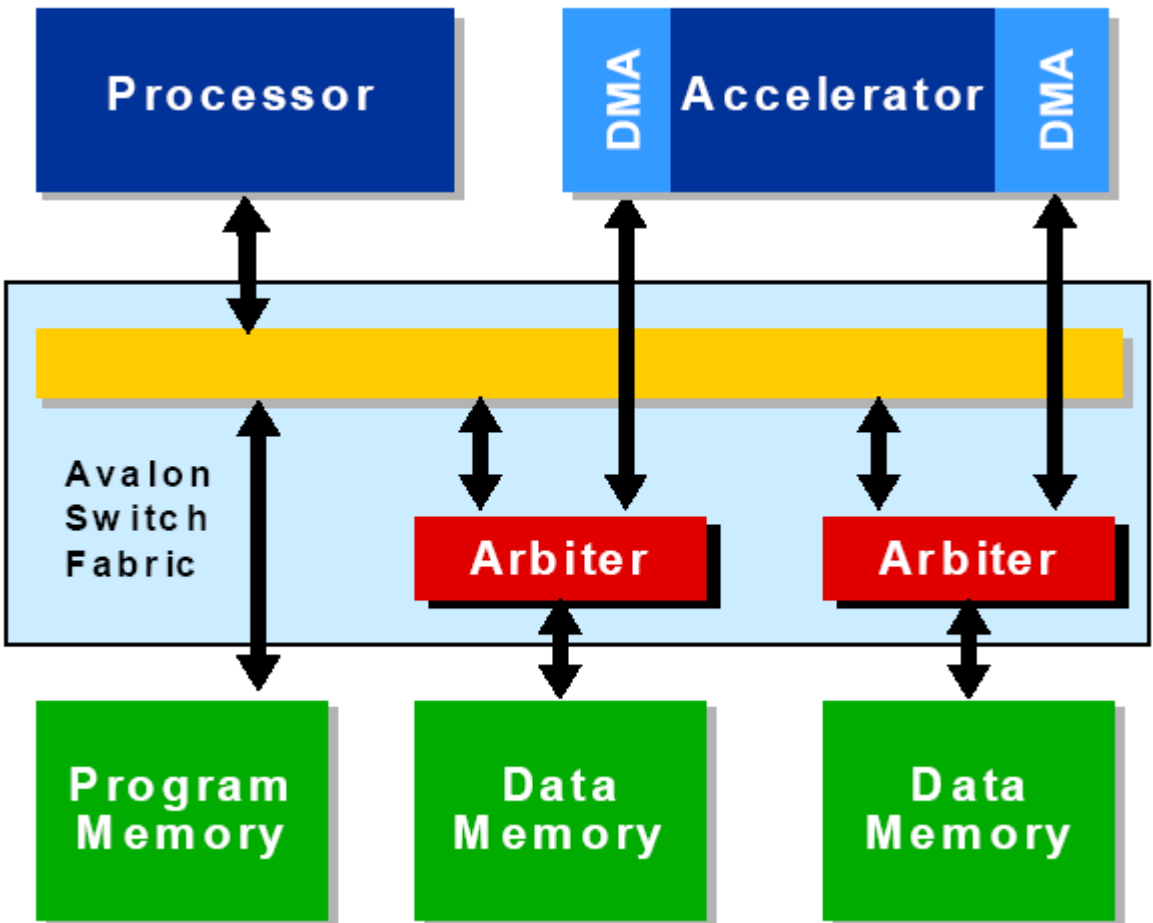 Processor
DMA
Accelerator
DMA
Avalon
Switch
Fabric
Arbiter
Arbiter
Program
Memory
Data
Memory
Data
Memory